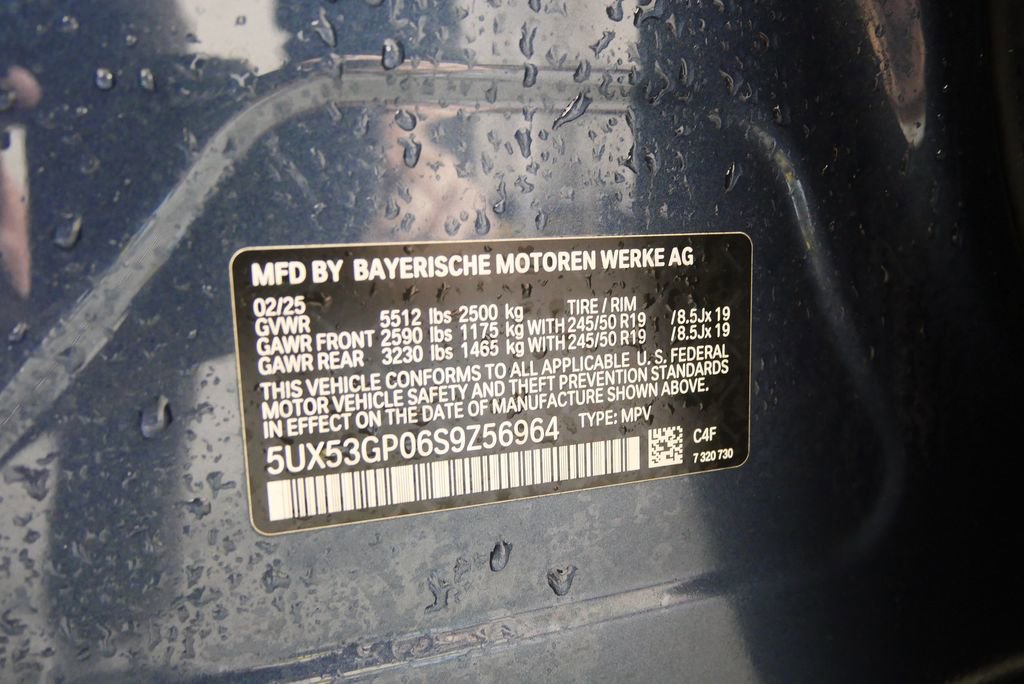 MFD BY BAYERISCHE MOTOREN WERKE AG
02/25 TIRE / RIM
GVWR 5512 lbs 2500 kg
GAWR FRONT 2590 lbs 1175 kg WITH 245/50 R19 /8.5Jx 19
GAWR REAR 3230 lbs 1465 kg WITH 245/50 R19 /8.5Jx 19
THIS VEHICLE CONFORMS TO ALL APPLICABLE U. S. FEDERAL
MOTOR VEHICLE SAFETY AND THEFT PREVENTION STANDARDS
IN EFFECT ON THE DATE OF MANUFACTURE SHOWN ABOVE.
5UX53GP06S9Z56964 TYPE: MPV
C4F
7 320 730